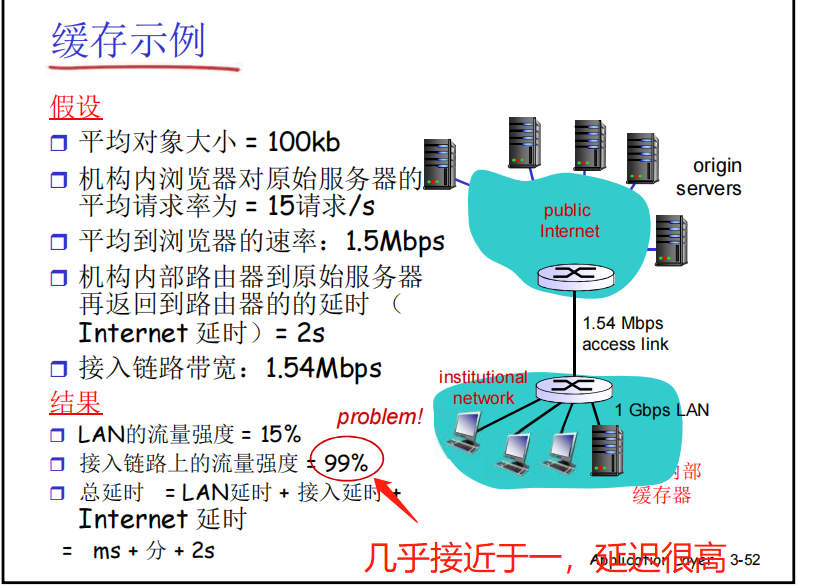 缓存示例
假设
平均对象大小 = 100kb
机构内浏览器对原始服务器的
平均请求率为 = 15请求/s
平均到浏览器的速率：1.5Mbps
机构内部路由器到原始服务器
再返回到路由器的的延时 （
Internet 延时）= 2s
接入链路带宽：1.54Mbps
结果
LAN的流量强度 = 15%
接入链路上的流量强度 = 99%
总延时 = LAN延时 + 接入延时 +
Internet 延时
= ms + 分 + 2s
problem!
origin
servers
public
Internet
1.54 Mbps
access link
institutional
network
1 Gbps LAN
内部
缓存器
几乎接近于一，延迟很高
Application Layer 3-52